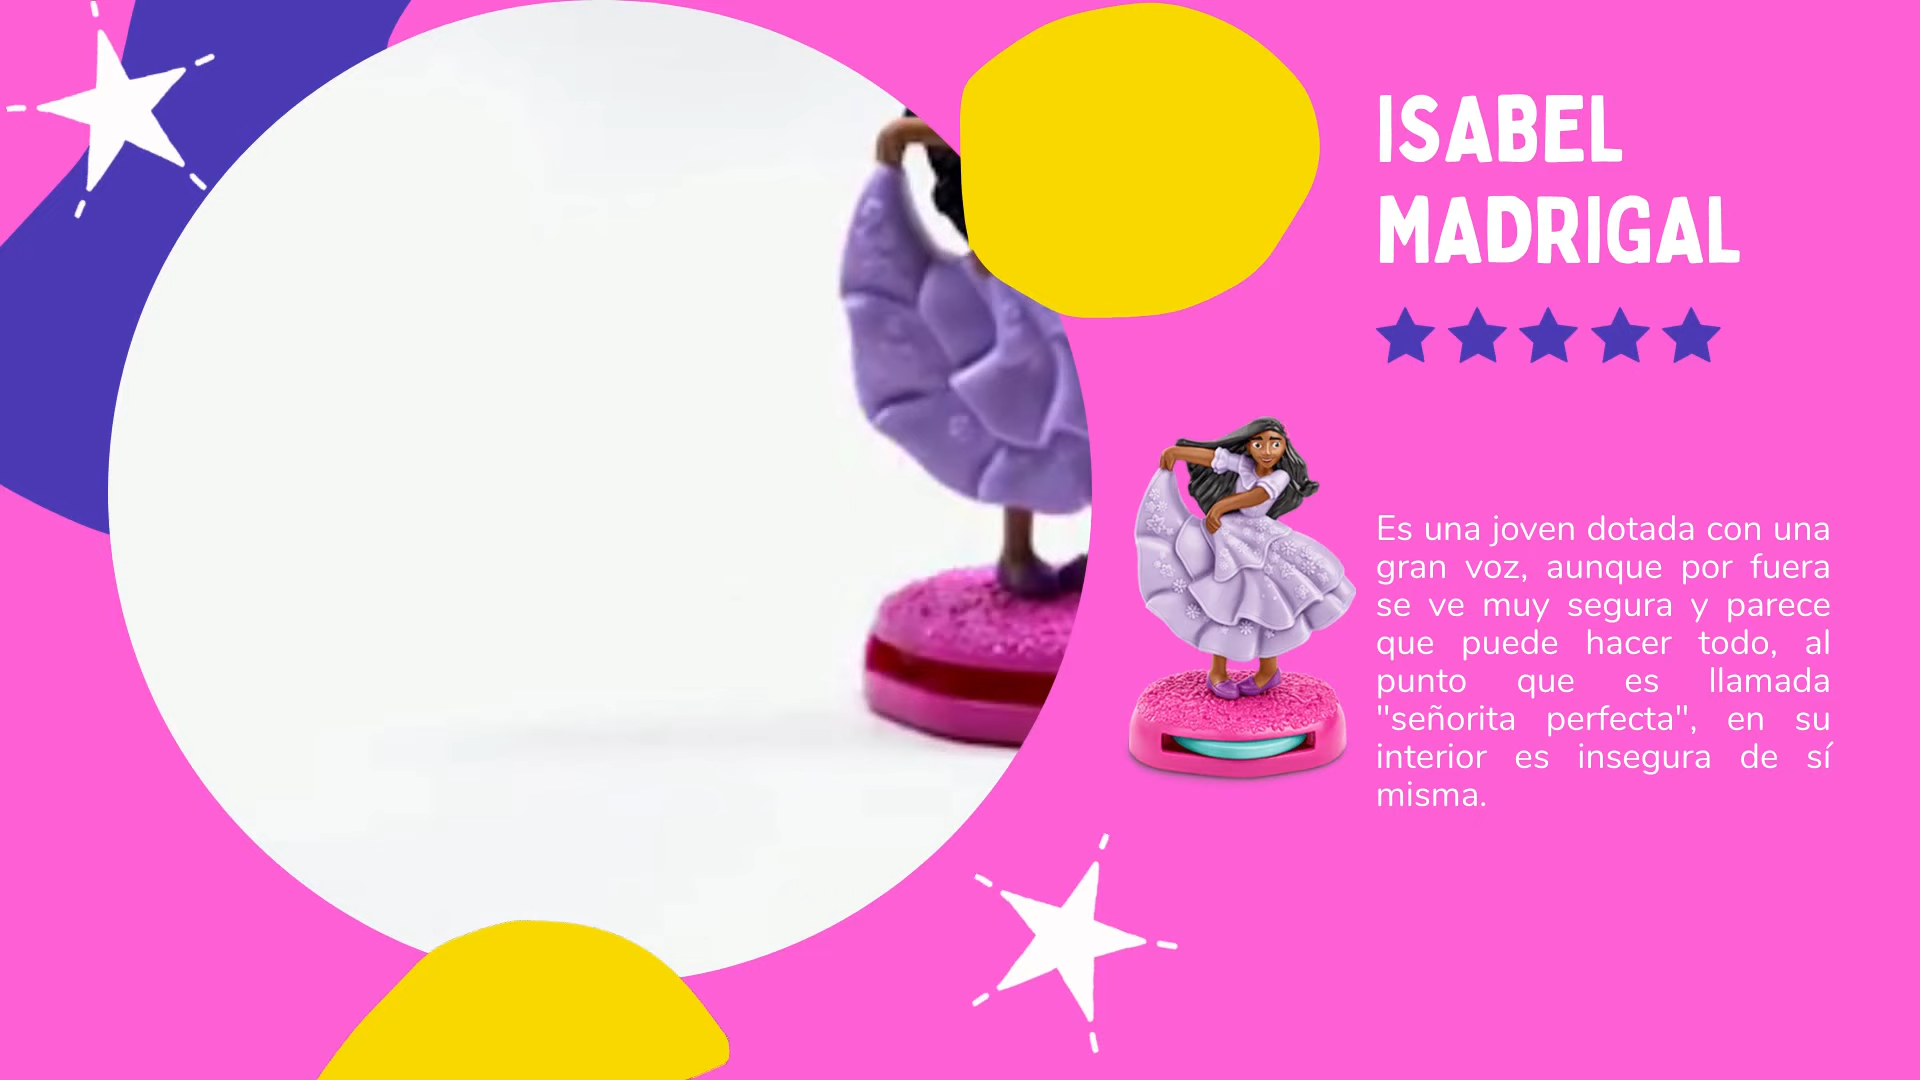 ISABEL
MADRIGAL
Es una joven dotada con una
gran voz, aunque por fuera
se ve muy segura y parece
que puede hacer todo, al
punto que es llamada
"señorita perfecta", en su
interior es insegura de sí
misma.